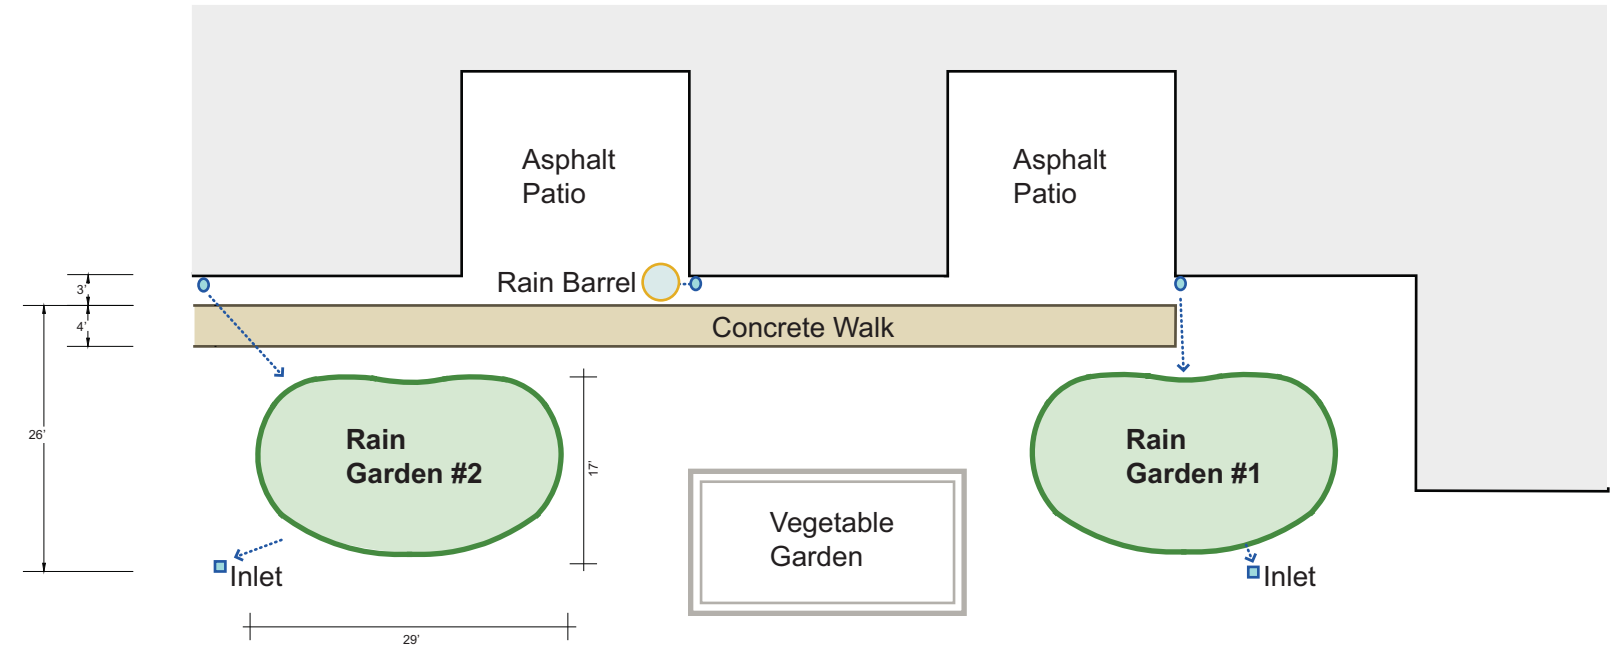 Asphalt
Patio
Asphalt
Patio
Rain Barrel
3'
4'
Concrete Walk
26'
Rain
Garden #2
17'
Rain
Garden #1
Vegetable
Garden
Inlet
Inlet
29'